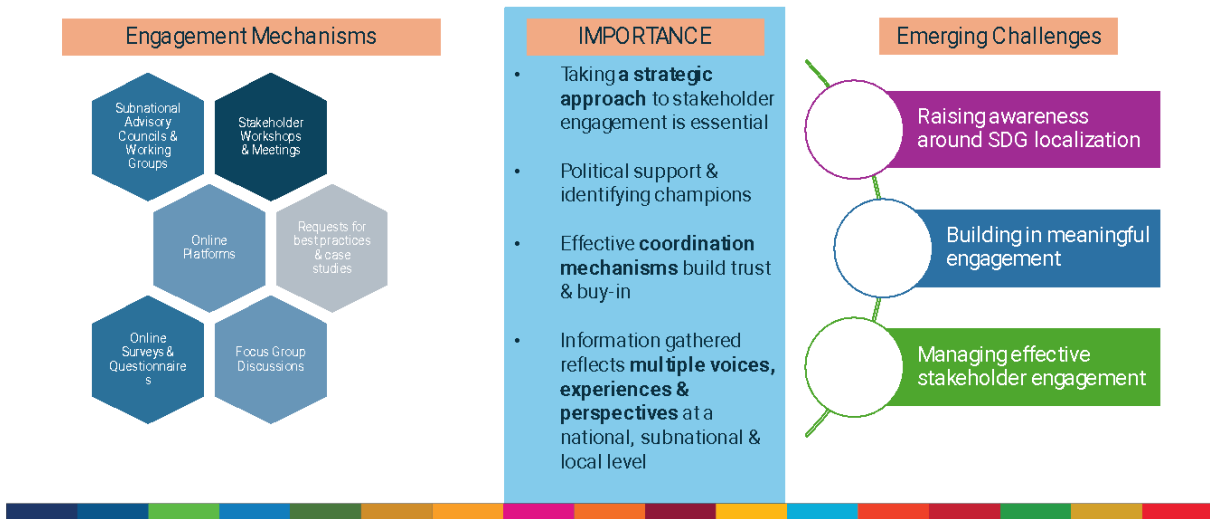 Engagement Mechanisms
Subnational
Advisory
Councils &
Working
Groups
Stakeholder
Workshops
& Meetings
Online
Platforms
Requests for
best practices
& case
studies
Online
Surveys &
Questionnaire
s
Focus Group
Discussions
IMPORTANCE
• Taking a strategic
approach to stakeholder
engagement is essential
• Political support &
identifying champions
• Effective coordination
mechanisms build trust
& buy-in
• Information gathered
reflects multiple voices,
experiences &
perspectives at a
national, subnational &
local level
Emerging Challenges
Raising awareness
around SDG localization
Building in meaningful
engagement
Managing effective
stakeholder engagement